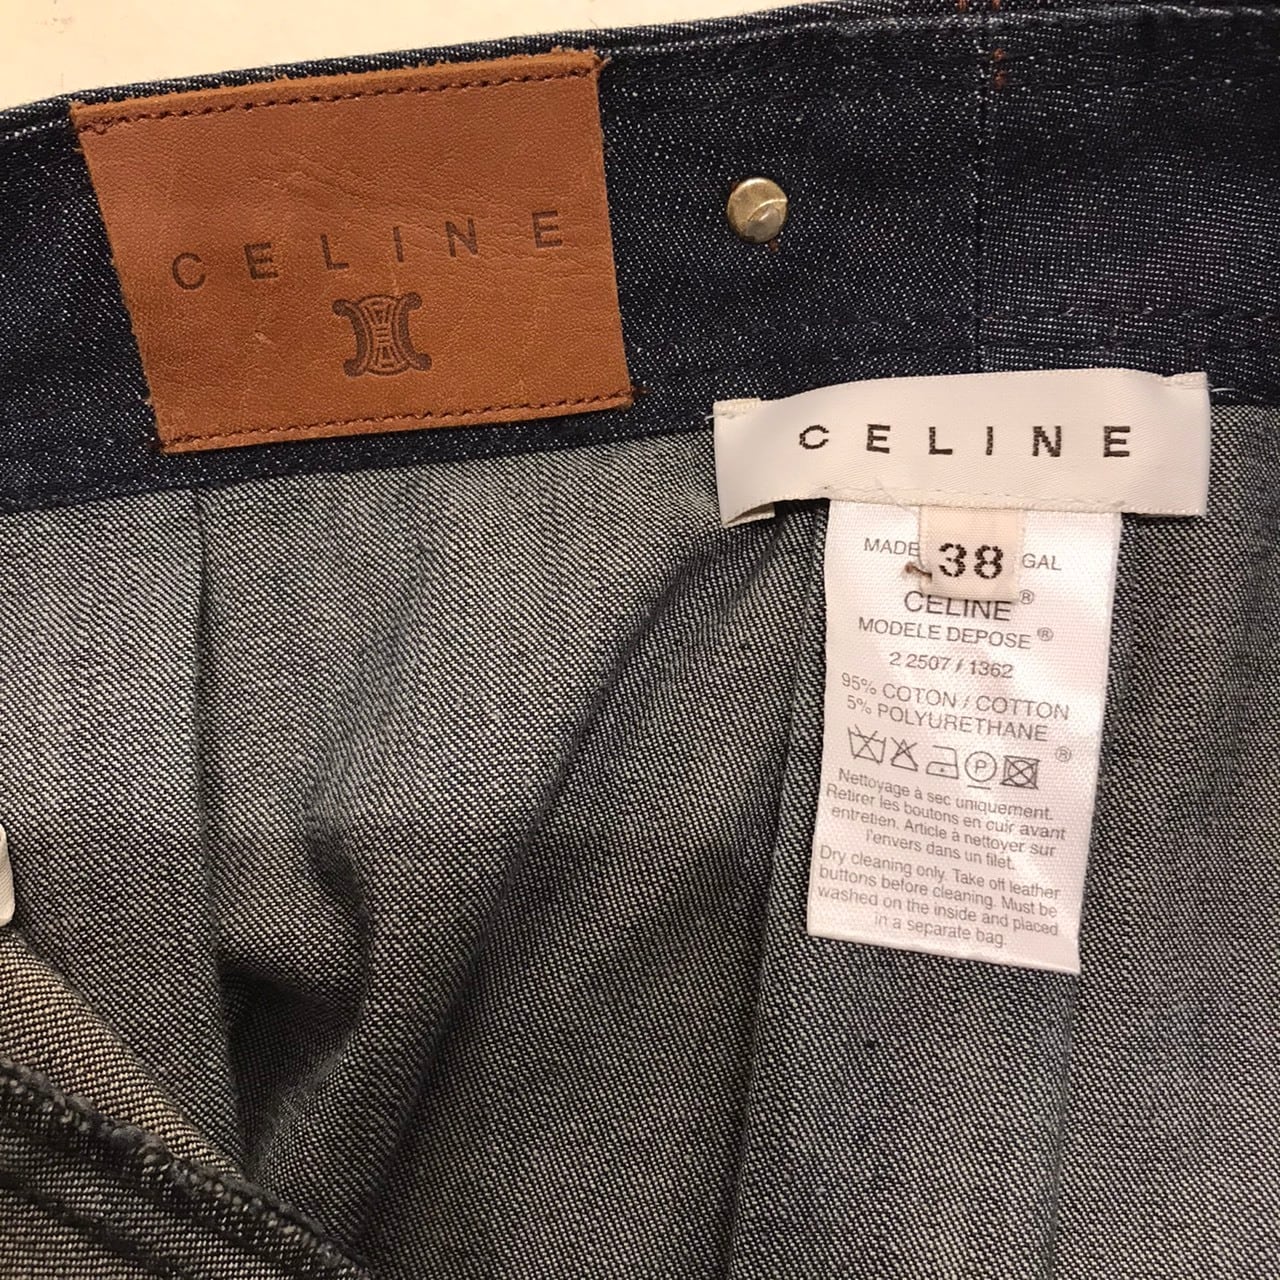 CELINE
CELINE
38
MADE GAL
CELINE®
MODELE DEPOSE®
2 2507 / 1362
95% COTON / COTTON
5% POLYURETHANE
®
P
Nettoyage à sec uniquement.
Retirer les boutons en cuir avant
entretien. Article à nettoyer sur
l'envers dans un filet.
Dry cleaning only. Take off leather
buttons before cleaning. Must be
washed on the inside and placed
in a separate bag.